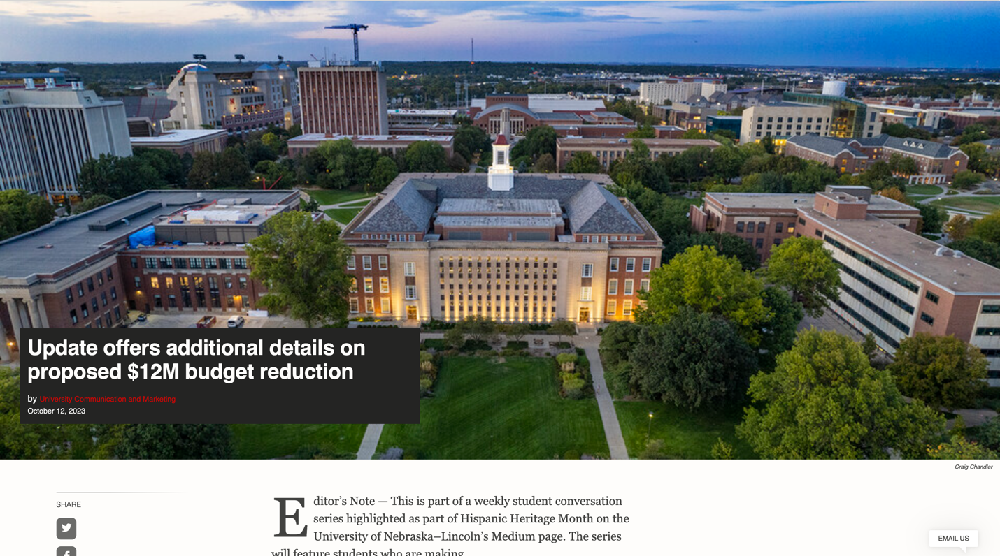 Update offers additional details on
proposed $12M budget reduction
by University Communication and Marketing
October 12, 2023
Craig Chandler
SHARE
Editor’s Note — This is part of a weekly student conversation
series highlighted as part of Hispanic Heritage Month on the
University of Nebraska–Lincoln’s Medium page. The series
will feature students who are making
EMAIL US
N